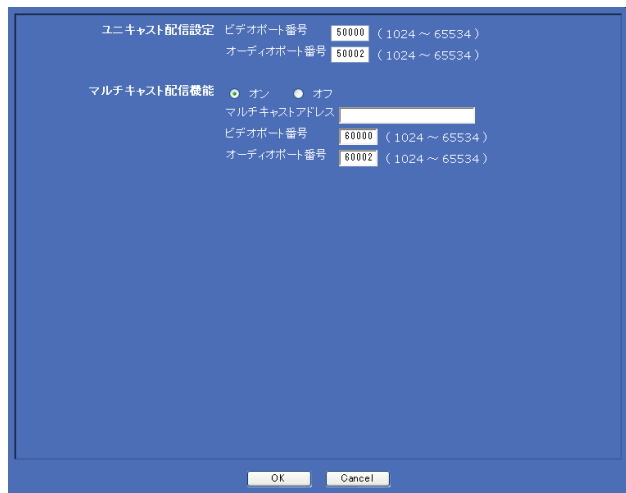 ユニキャスト配信設定 ビデオポート番号 50000 (1024～65534)
オーディオポート番号 50002 (1024～65534)
マルチキャスト配信機能 オン オフ
マルチキャストアドレス
ビデオポート番号 60000 (1024～65534)
オーディオポート番号 60002 (1024～65534)
OK Cancel